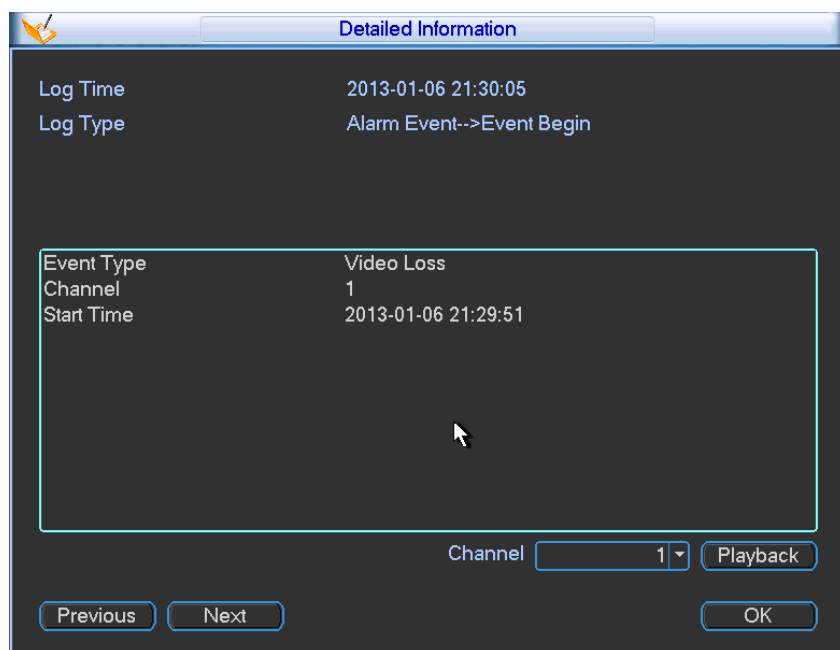 Detailed Information
Log Time 2013-01-06 21:30:05
Log Type Alarm Event-->Event Begin
Event Type Video Loss
Channel 1
Start Time 2013-01-06 21:29:51
Channel 1 Playback
Previous Next OK